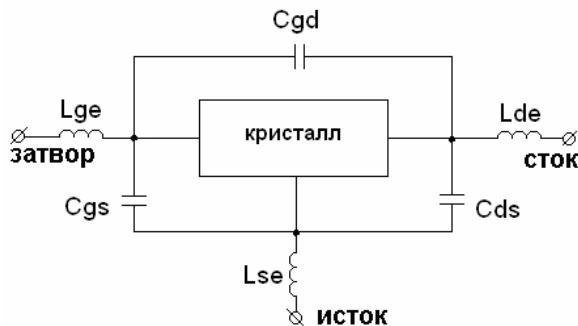 Cgd
Lge
Lde
кристалл
затвор
сток
Cgs
Cds
Lse
исток